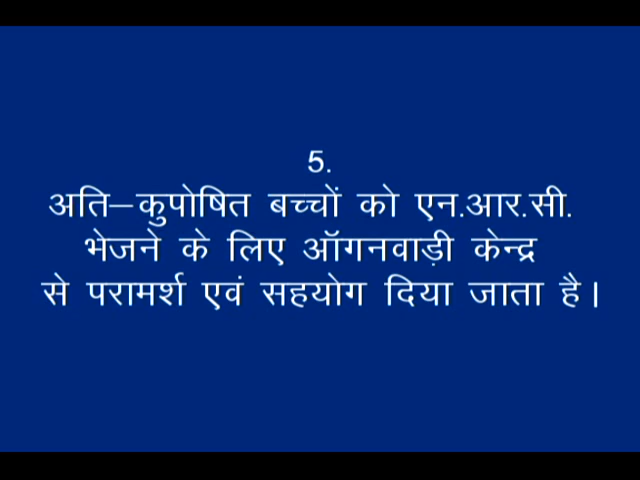 5.
अति–कुपोषित बच्चों को एन.आर.सी.
भेजने के लिए ऑगनवाड़ी केन्द्र
से परामर्श एवं सहयोग दिया जाता है।